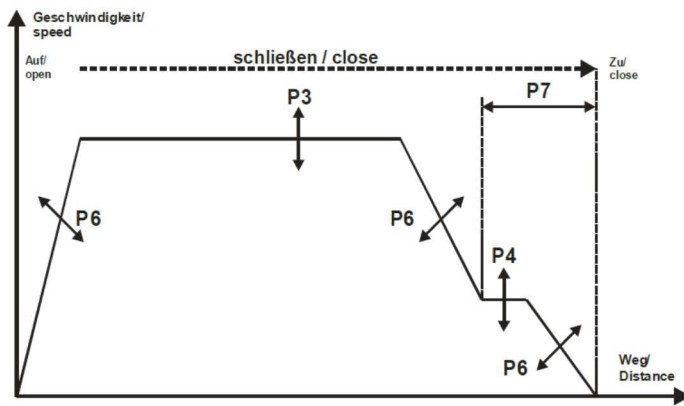 Geschwindigkeit/
speed
Auf/
open
schließen / close
Zu/
close
P7
P3
P6
P6
P4
P6
Weg/
Distance